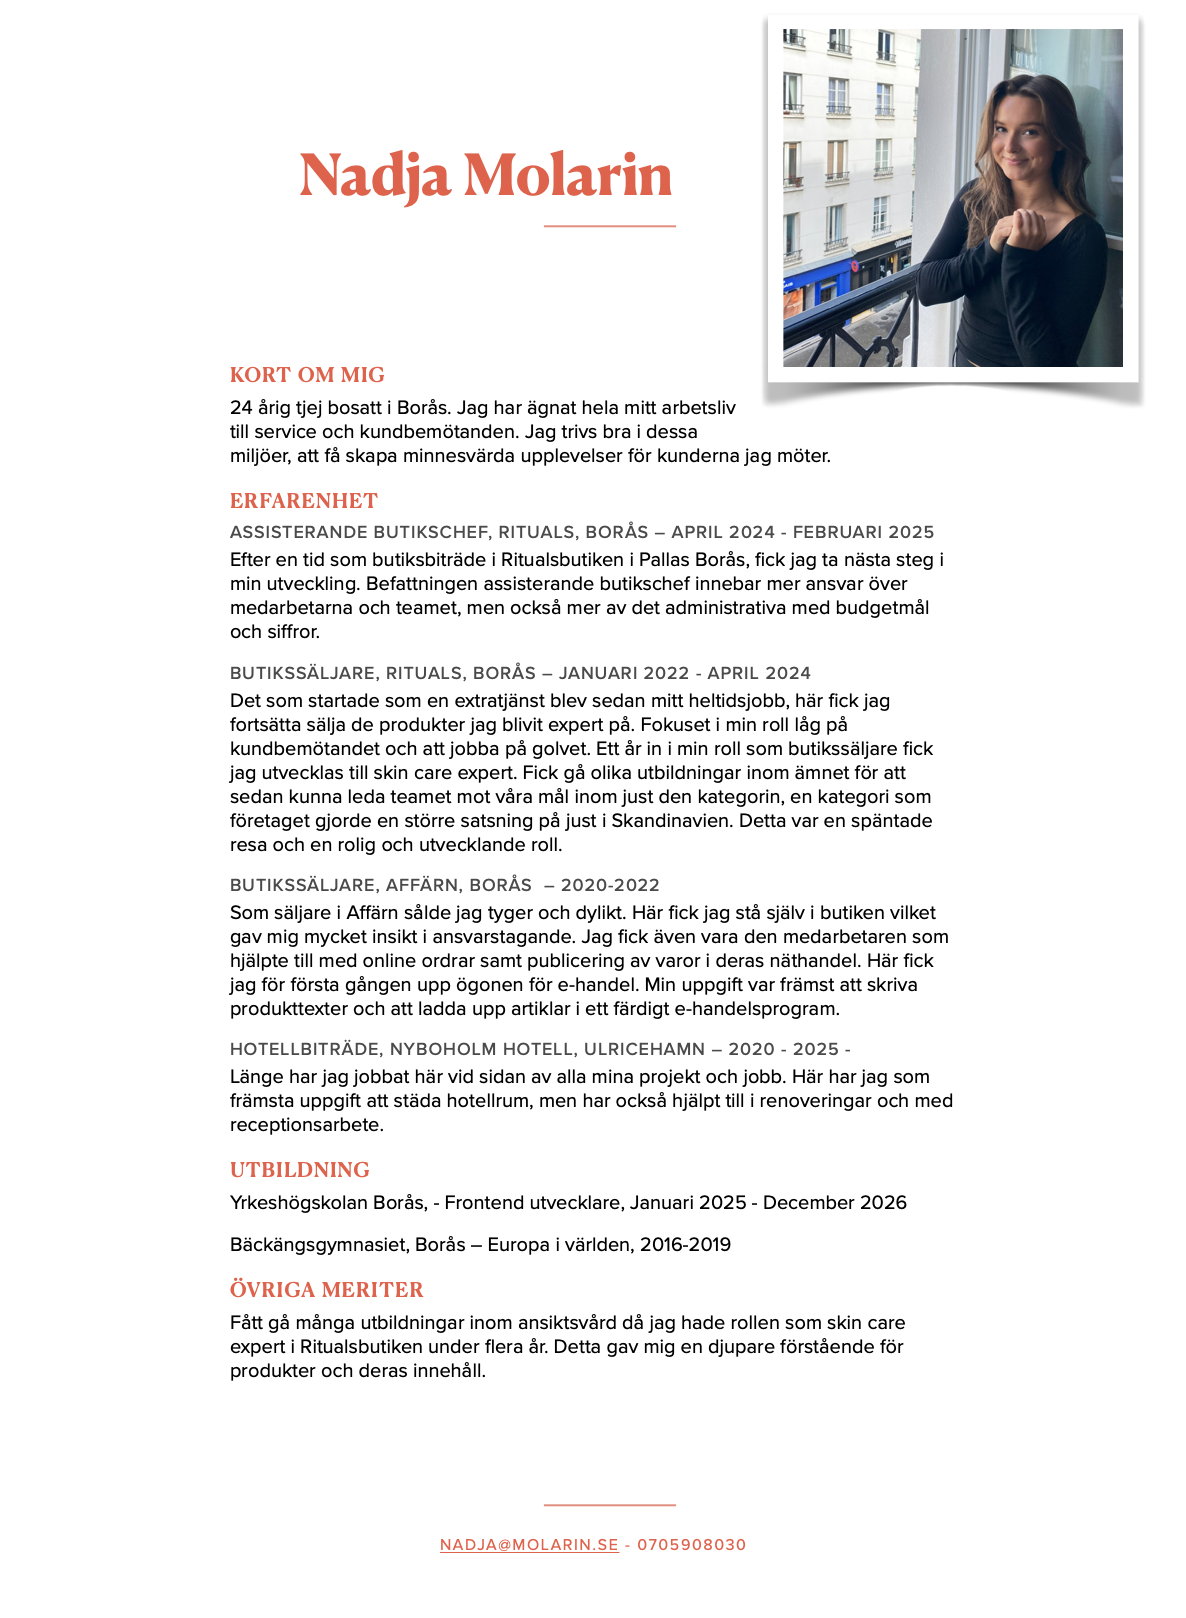 Nadja Molarin
KORT OM MIG
24 årig tjej bosatt i Borås. Jag har ägnat hela mitt arbetsliv
till service och kundbemötanden. Jag trivs bra i dessa
miljöer, att få skapa minnesvärda upplevelser för kunderna jag möter.
ERFARENHET
ASSISTERANDE BUTIKSCHEF, RITUALS, BORÅS – APRIL 2024 - FEBRUARI 2025
Efter en tid som butiksbiträde i Ritualsbutiken i Pallas Borås, fick jag ta nästa steg i
min utveckling. Befattningen assisterande butikschef innebar mer ansvar över
medarbetarna och teamet, men också mer av det administrativa med budgetmål
och siffror.
BUTIKSSÄLJARE, RITUALS, BORÅS – JANUARI 2022 - APRIL 2024
Det som startade som en extratjänst blev sedan mitt heltidsjobb, här fick jag
fortsätta sälja de produkter jag blivit expert på. Fokuset i min roll låg på
kundbemötandet och att jobba på golvet. Ett år in i min roll som butikssäljare fick
jag utvecklas till skin care expert. Fick gå olika utbildningar inom ämnet för att
sedan kunna leda teamet mot våra mål inom just den kategorin, en kategori som
företaget gjorde en större satsning på just i Skandinavien. Detta var en späntade
resa och en rolig och utvecklande roll.
BUTIKSSÄLJARE, AFFÄRN, BORÅS – 2020-2022
Som säljare i Affärn sålde jag tyger och dylikt. Här fick jag stå själv i butiken vilket
gav mig mycket insikt i ansvarstagande. Jag fick även vara den medarbetaren som
hjälpte till med online ordrar samt publicering av varor i deras näthandel. Här fick
jag för första gången upp ögonen för e-handel. Min uppgift var främst att skriva
produkttexter och att ladda upp artiklar i ett färdigt e-handelsprogram.
HOTELLBITRÄDE, NYBOHOLM HOTELL, ULRICEHAMN – 2020 - 2025 -
Länge har jag jobbat här vid sidan av alla mina projekt och jobb. Här har jag som
främsta uppgift att städa hotellrum, men har också hjälpt till i renoveringar och med
receptionsarbete.
UTBILDNING
Yrkeshögskolan Borås, - Frontend utvecklare, Januari 2025 - December 2026
Bäckängsgymnasiet, Borås – Europa i världen, 2016-2019
ÖVRIGA MERITER
Fått gå många utbildningar inom ansiktsvård då jag hade rollen som skin care
expert i Ritualsbutiken under flera år. Detta gav mig en djupare förstående för
produkter och deras innehåll.
NADJA@MOLARIN.SE - 0705908030